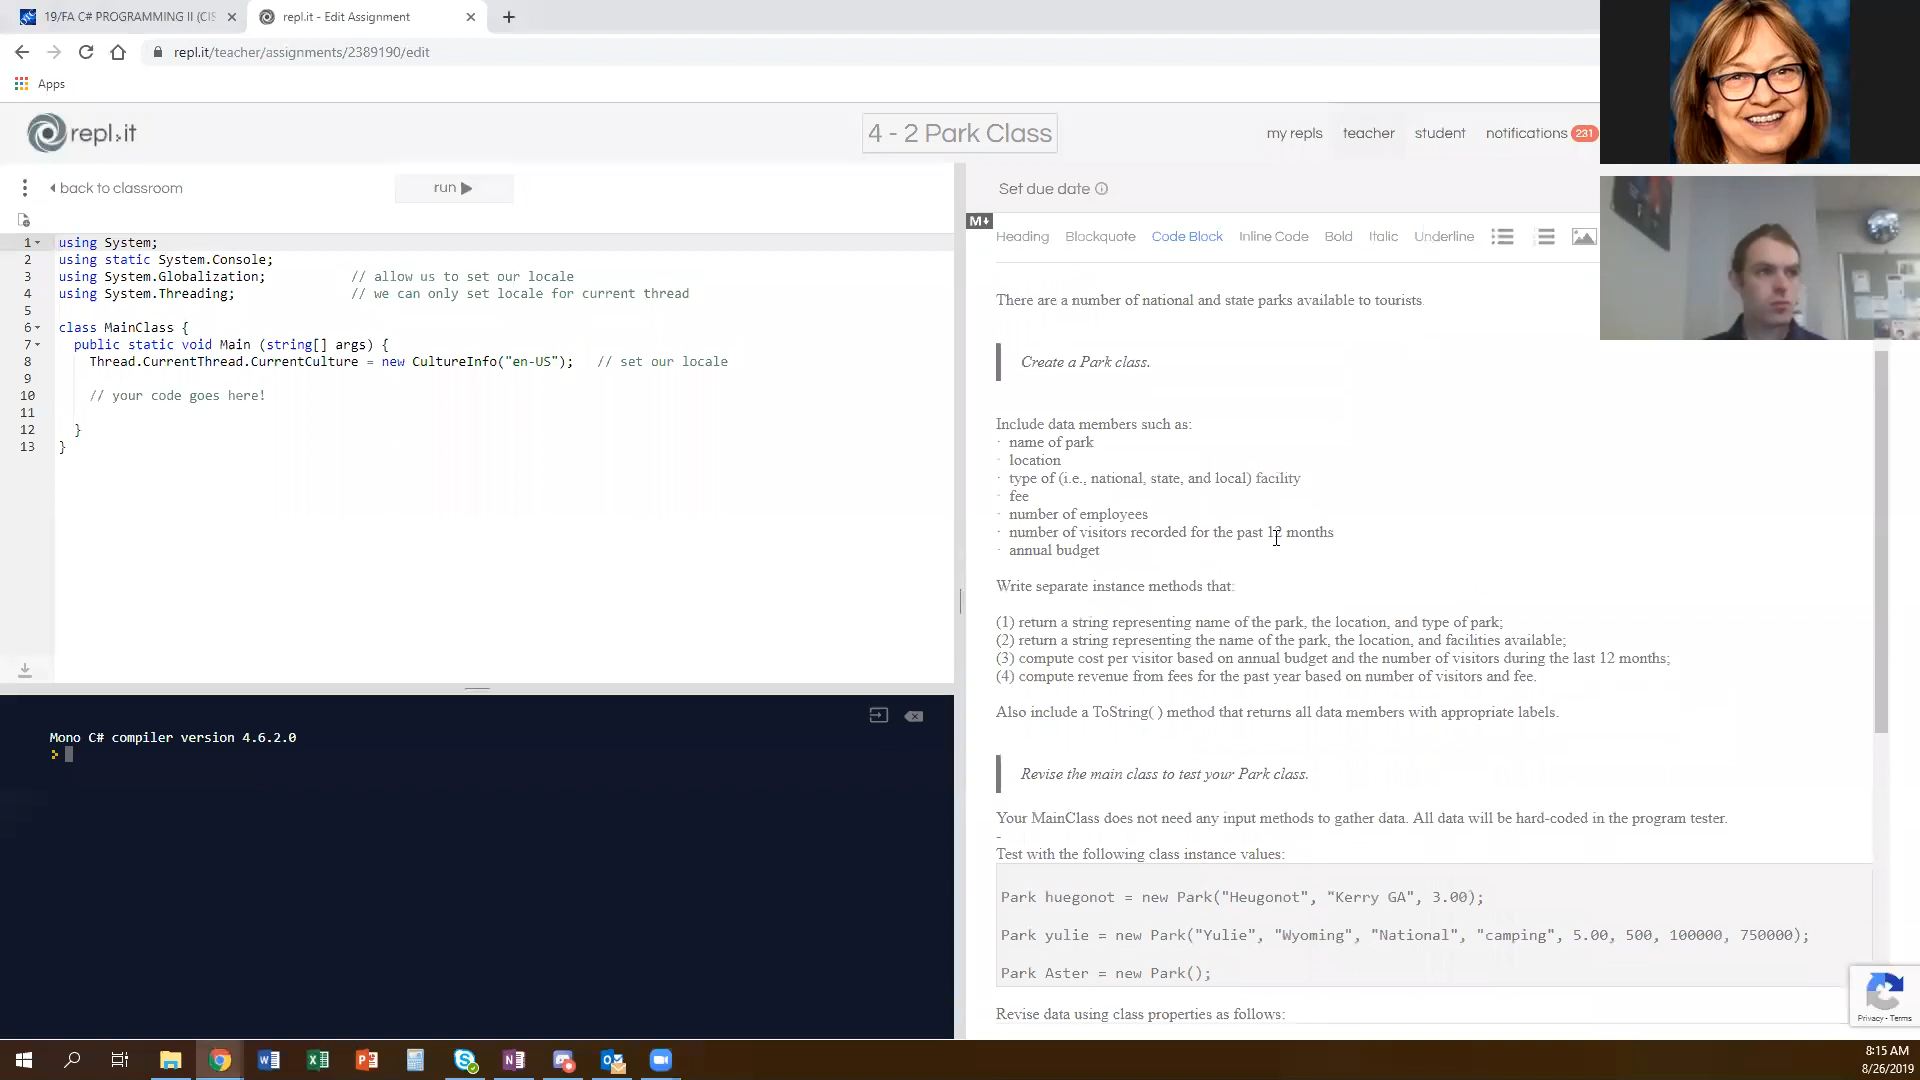 19/FA C# PROGRAMMING II (CIS
repl.it - Edit Assignment
repl.it/teacher/assignments/2389190/edit
Apps
repl.it
4 - 2 Park Class
my repls
teacher
student
notifications
231
back to classroom
run
Set due date
M
Heading
Blockquote
Code Block
Inline Code
Bold
Italic
Underline
1 using System;
2 using static System.Console;
3 using System.Globalization; // allow us to set our locale
4 using System.Threading; // we can only set locale for current thread
5
6 class MainClass {
7 public static void Main (string[] args) {
8 Thread.CurrentThread.CurrentCulture = new CultureInfo("en-US"); // set our locale
9
10 // your code goes here!
11
12 }
13 }
Mono C# compiler version 4.6.2.0
There are a number of national and state parks available to tourists.
Create a Park class.
Include data members such as:
· name of park
· location
· type of (i.e., national, state, and local) facility
· fee
· number of employees
· number of visitors recorded for the past 12 months
· annual budget
Write separate instance methods that:
(1) return a string representing name of the park, the location, and type of park;
(2) return a string representing the name of the park, the location, and facilities available;
(3) compute cost per visitor based on annual budget and the number of visitors during the last 12 months;
(4) compute revenue from fees for the past year based on number of visitors and fee.
Also include a ToString( ) method that returns all data members with appropriate labels.
Revise the main class to test your Park class.
Your MainClass does not need any input methods to gather data. All data will be hard-coded in the program tester.
-
Test with the following class instance values:
Park huegonot = new Park("Heugonot", "Kerry GA", 3.00);
Park yulie = new Park("Yulie", "Wyoming", "National", "camping", 5.00, 500, 100000, 750000);
Park Aster = new Park();
Revise data using class properties as follows:
Privacy - Terms
8:15 AM
8/26/2019